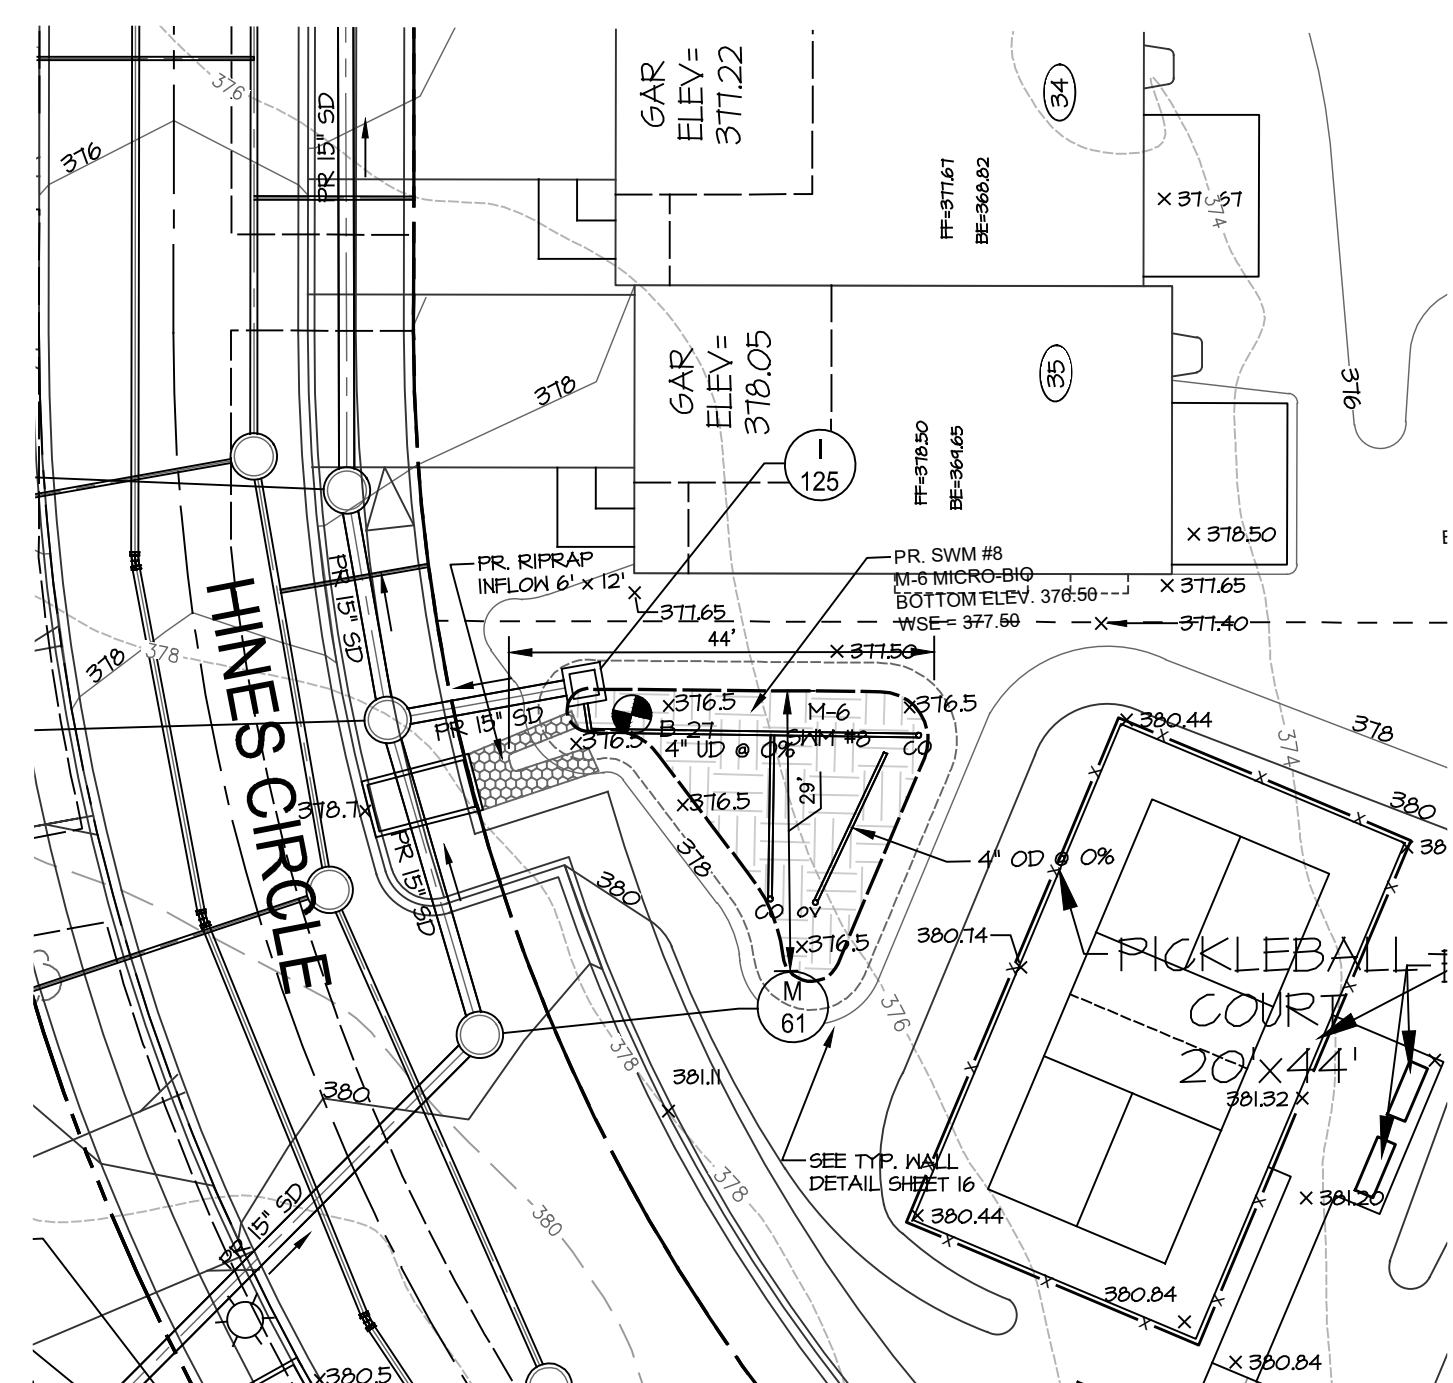 376
376
PR 15" SD
GAR
ELEV=
377.22
34
FF=377.67
BE=368.82
374
378
GAR
ELEV=
378.05
35
FF=378.50
BE=369.65
376
I
125
378.50
PR. RIPRAP
INFLOW 6' x 12'
PR. SWM #8
M-6 MICRO-BIO
BOTTOM ELEV. 376.50
WSE = 377.50
377.65
377.65
377.40
44'
377.50
HINES CIRCLE
PR 15" SD
378
378
PR 15" SD
376.5
M-6
SWM #8
376.5
B-27
376.5
4" UD @ 0%
CO
29'
376.5
378.7
PR 15" SD
378
380
CO
OV
376.5
4" OD @ 0%
380.44
378
374
380
38
380.74
PICKLEBALL
COURT
20'x44'
M
61
376
378
381.11
381.32
380
SEE TYP. WALL
DETAIL SHEET 16
378
380
PR 15" SD
381.20
380.44
380.84
380.84
380.5